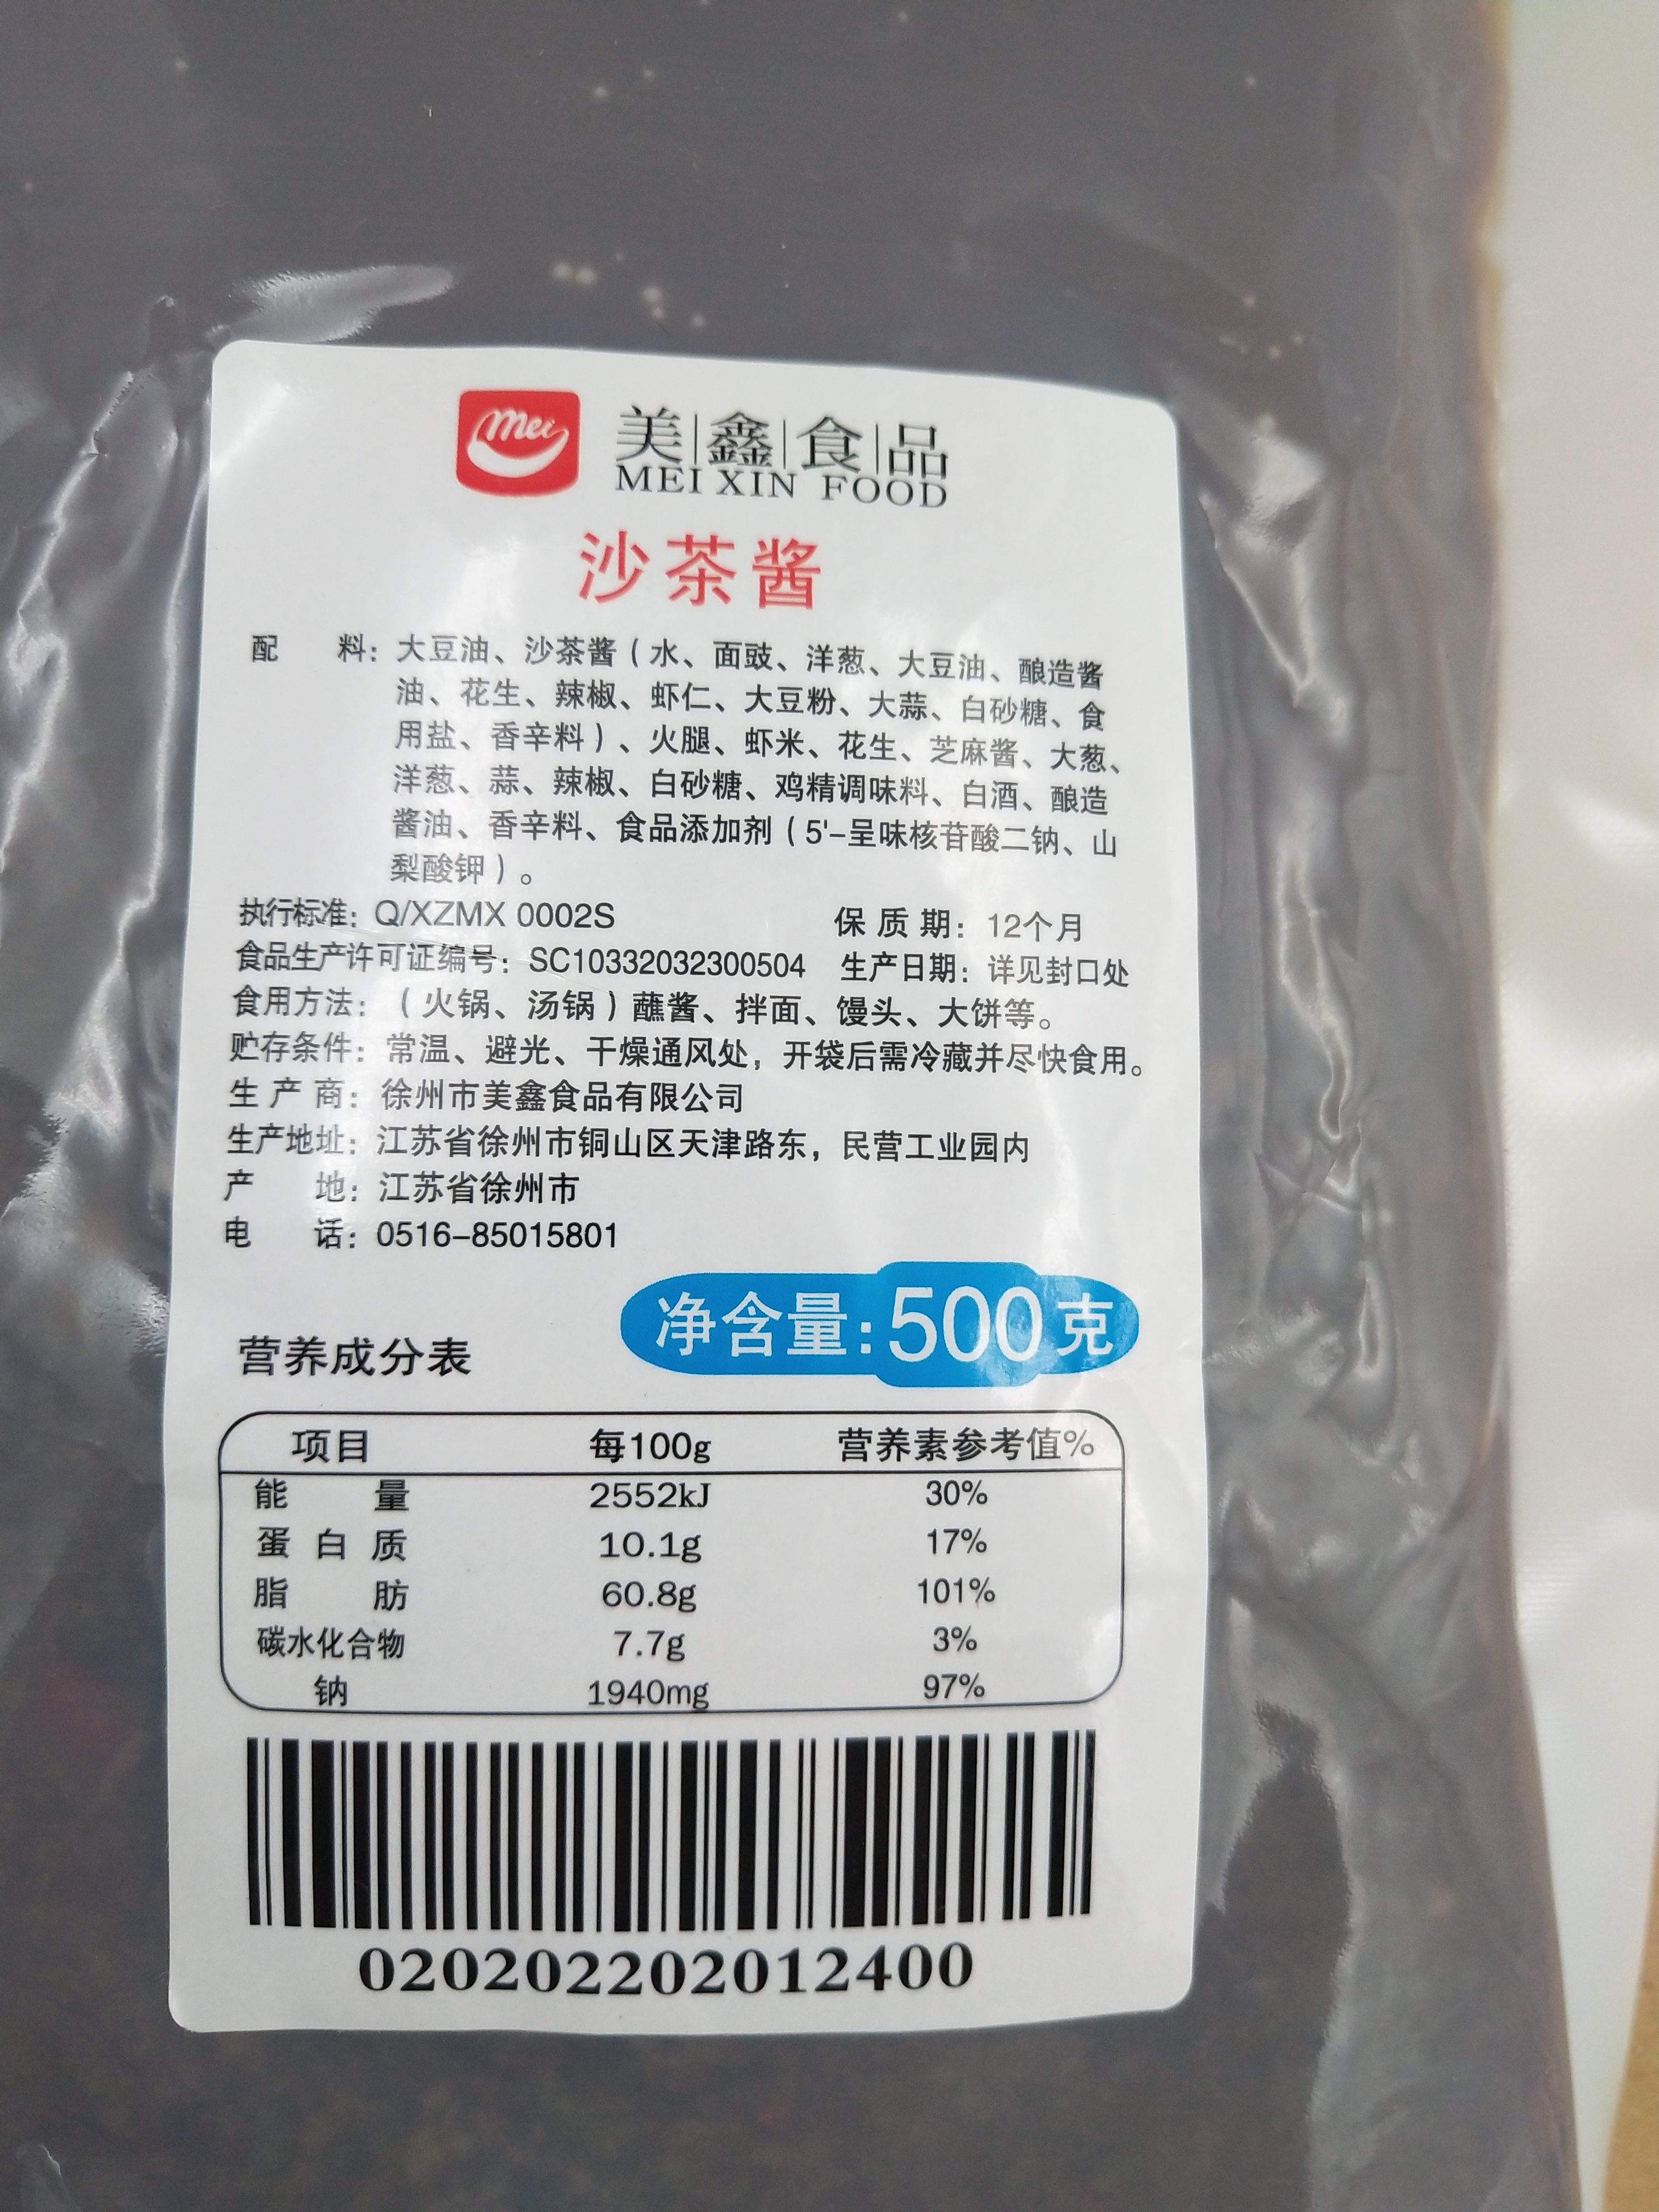 mei
美|鑫|食|品
MEI XIN FOOD
沙茶酱
配 料：大豆油、沙茶酱（水、面豉、洋葱、大豆油、酿造酱
油、花生、辣椒、虾仁、大豆粉、大蒜、白砂糖、食
用盐、香辛料）、火腿、虾米、花生、芝麻酱、大葱、
洋葱、蒜、辣椒、白砂糖、鸡精调味料、白酒、酿造
酱油、香辛料、食品添加剂（5'-呈味核苷酸二钠、山
梨酸钾）。
执行标准：Q/XZMX 0002S 保 质 期：12个月
食品生产许可证编号：SC10332032300504 生产日期：详见封口处
食用方法：（火锅、汤锅）蘸酱、拌面、馒头、大饼等。
贮存条件：常温、避光、干燥通风处，开袋后需冷藏并尽快食用。
生 产 商：徐州市美鑫食品有限公司
生产地址：江苏省徐州市铜山区天津路东，民营工业园内
产 地：江苏省徐州市
电 话：0516-85015801
净含量:500克
营养成分表
项目 每100g 营养素参考值%
能 量 2552kJ 30%
蛋 白 质 10.1g 17%
脂 肪 60.8g 101%
碳水化合物 7.7g 3%
钠 1940mg 97%
020202202012400